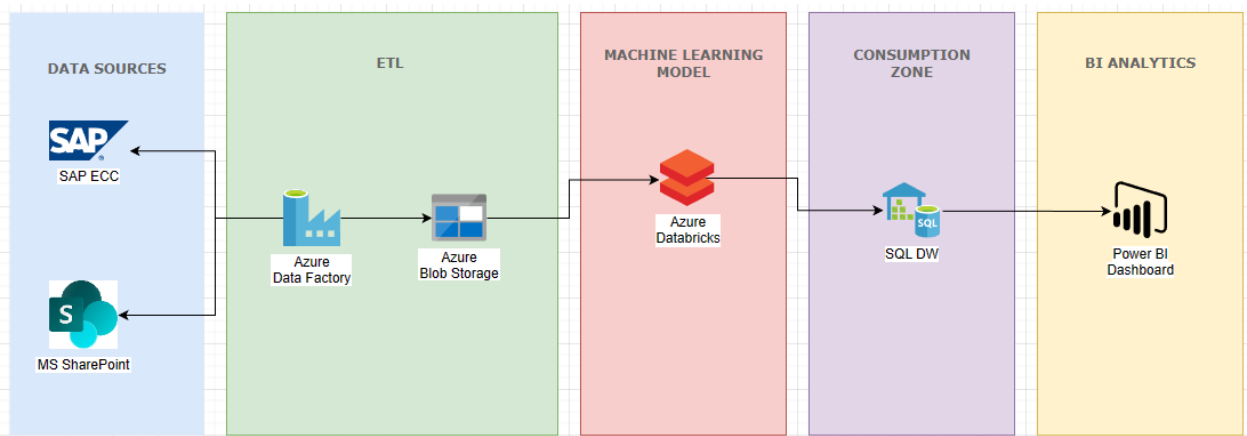 DATA SOURCES
SAP
SAP ECC
S
MS SharePoint
ETL
Azure
Data Factory
Azure
Blob Storage
MACHINE LEARNING
MODEL
Azure
Databricks
CONSUMPTION
ZONE
SQL
SQL DW
BI ANALYTICS
Power BI
Dashboard